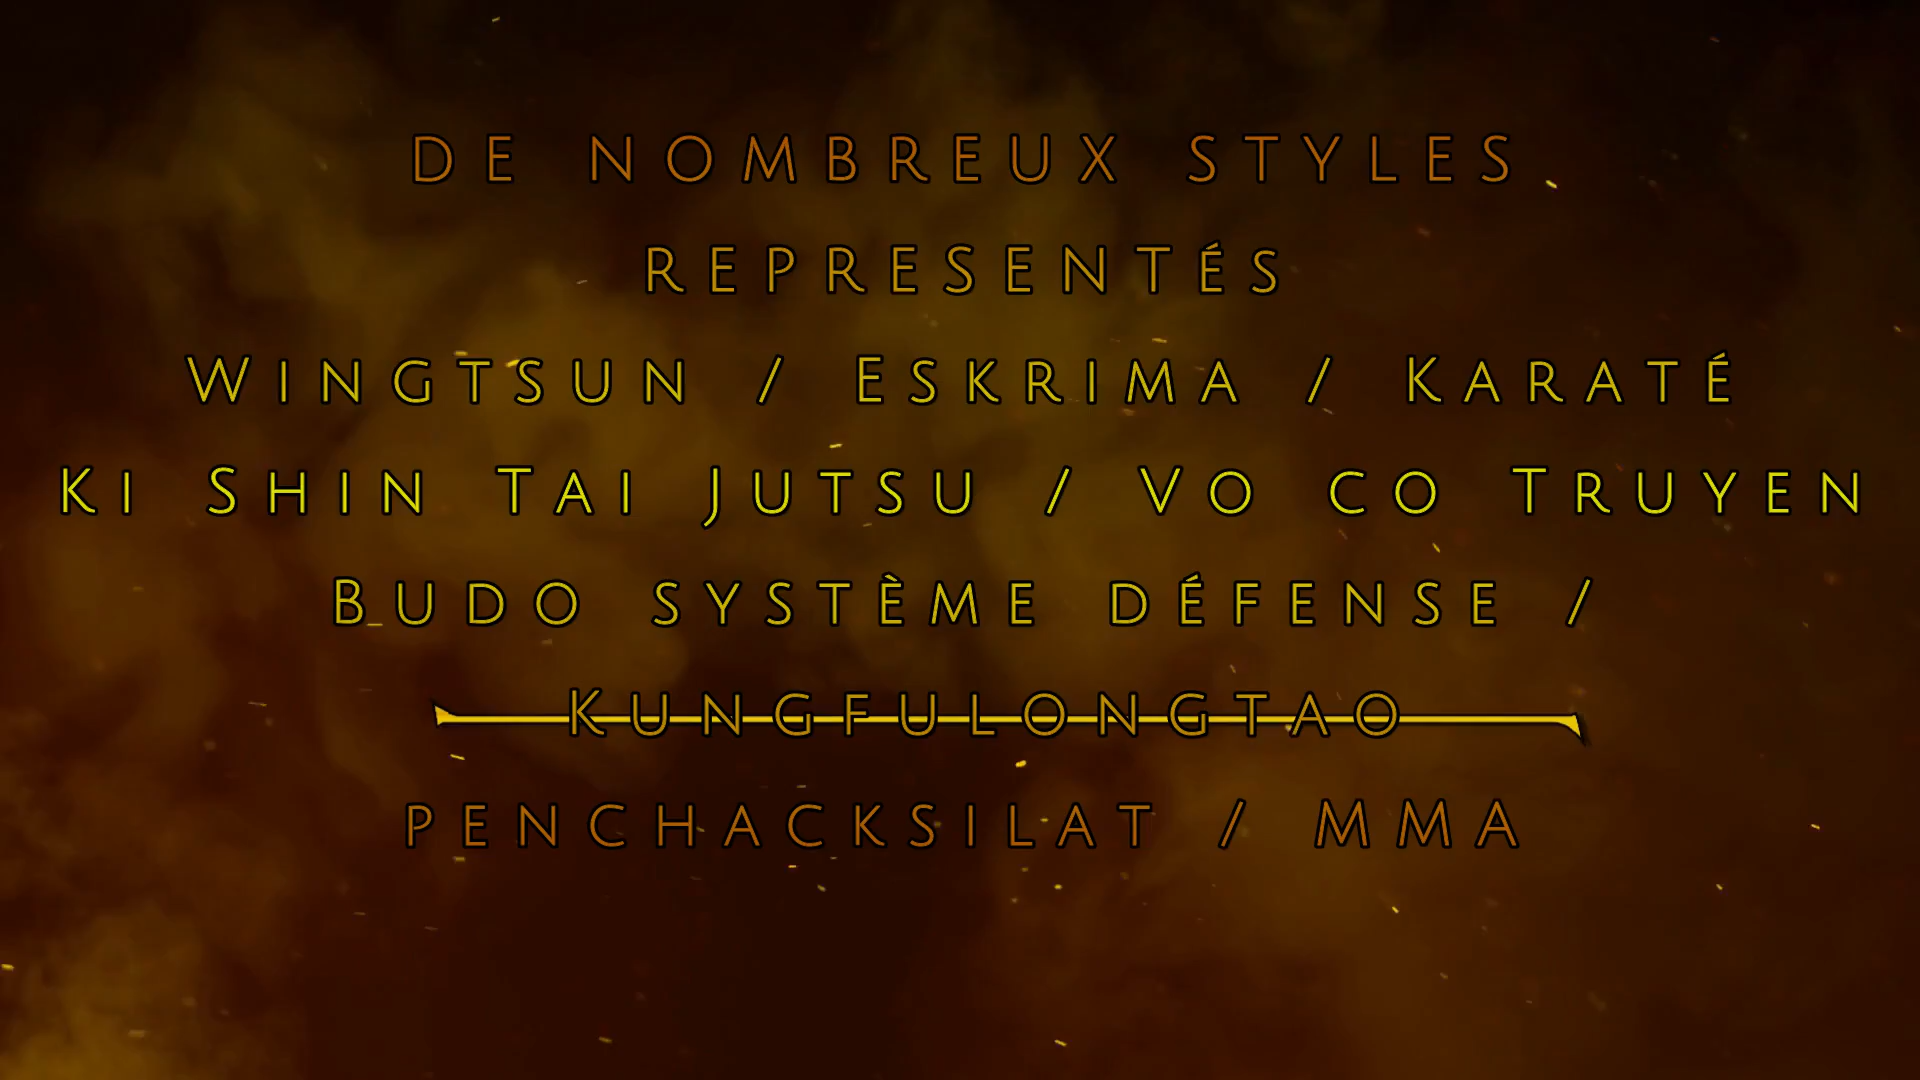 DE NOMBREUX STYLES
REPRESENTÉS
WINGTSUN / ESKRIMA / KARATÉ
KI SHIN TAI JUTSU / VO CO TRUYEN
BUDO SYSTÈME DÉFENSE /
KUNGFULONGTAO
PENCHACKSILAT / MMA